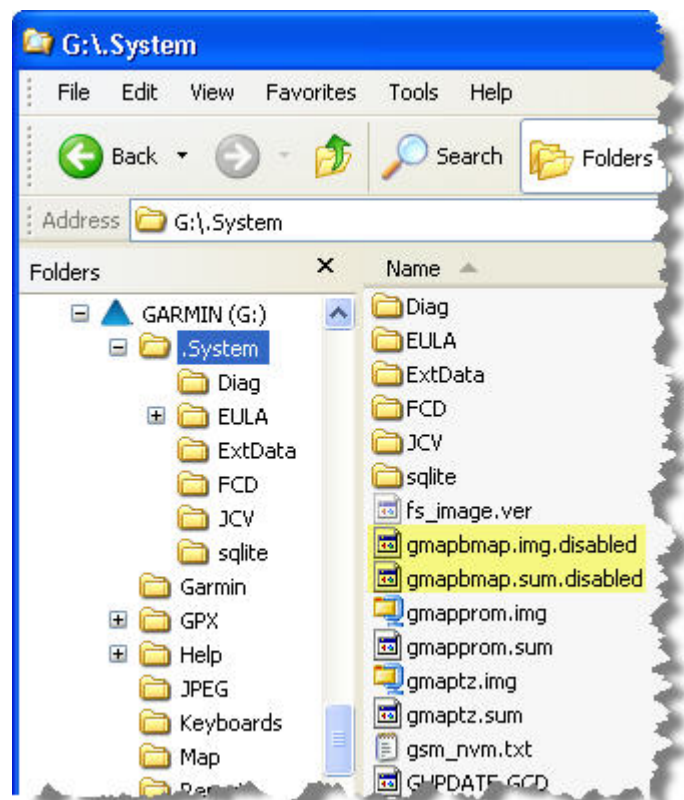 G:\.System
File Edit View Favorites Tools Help
Back Search Folders
Address G:\.System
Folders
GARMIN (G:)
.System
Diag
EULA
ExtData
FCD
JCV
sqlite
Garmin
GPX
Help
JPEG
Keyboards
Map
Name
Diag
EULA
ExtData
FCD
JCV
sqlite
fs_image.ver
gmapbmap.img.disabled
gmapbmap.sum.disabled
gmapprom.img
gmapprom.sum
gmaptz.img
gmaptz.sum
gsm_nvm.txt
GUPDATE.GCD